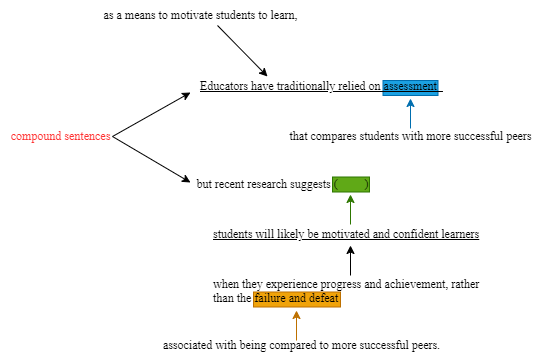 as a means to motivate students to learn,
Educators have traditionally relied on assessment
compound sentences
that compares students with more successful peers
but recent research suggests (      )
students will likely be motivated and confident learners
when they experience progress and achievement, rather
than the failure and defeat
associated with being compared to more successful peers.